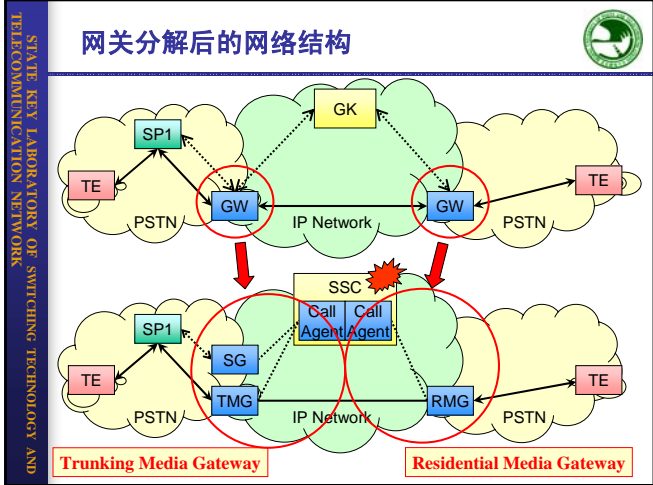 网关分解后的网络结构
STATE KEY LABORATORY OF SWITCHING TECHNOLOGY AND
TELECOMMUNICATION NETWORK
GK
SP1
TE
GW
GW
TE
PSTN
IP Network
PSTN
SSC
Call Agent
Call Agent
SP1
SG
TE
TMG
RMG
TE
PSTN
IP Network
PSTN
Trunking Media Gateway
Residential Media Gateway